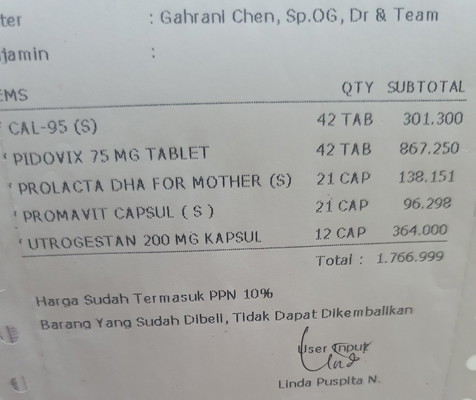 ter : Gahrani Chen, Sp.OG, Dr & Team
jamin :
EMS QTY SUBTOTAL
' CAL-95 (S) 42 TAB 301.300
' PIDOVIX 75 MG TABLET 42 TAB 867.250
' PROLACTA DHA FOR MOTHER (S) 21 CAP 138.151
' PROMAVIT CAPSUL ( S ) 21 CAP 96.298
' UTROGESTAN 200 MG KAPSUL 12 CAP 364.000
Total : 1.766.999
Harga Sudah Termasuk PPN 10%
Barang Yang Sudah Dibeli, Tidak Dapat Dikembalikan
User Input
Linda Puspita N.